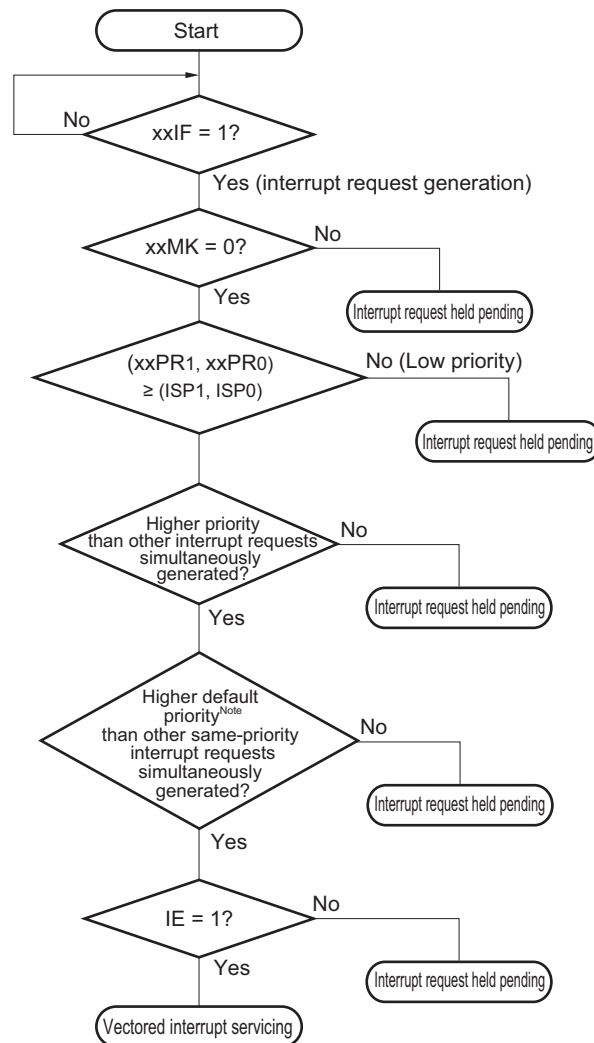 Start
No
xxIF = 1?
Yes (interrupt request generation)
xxMK = 0?
No
Yes
Interrupt request held pending
(xxPR1, xxPR0)
≥ (ISP1, ISP0)
No (Low priority)
Interrupt request held pending
Higher priority
than other interrupt requests
simultaneously
generated?
No
Interrupt request held pending
Yes
Higher default
priorityNote
than other same-priority
interrupt requests
simultaneously
generated?
No
Interrupt request held pending
Yes
IE = 1?
No
Yes
Interrupt request held pending
Vectored interrupt servicing